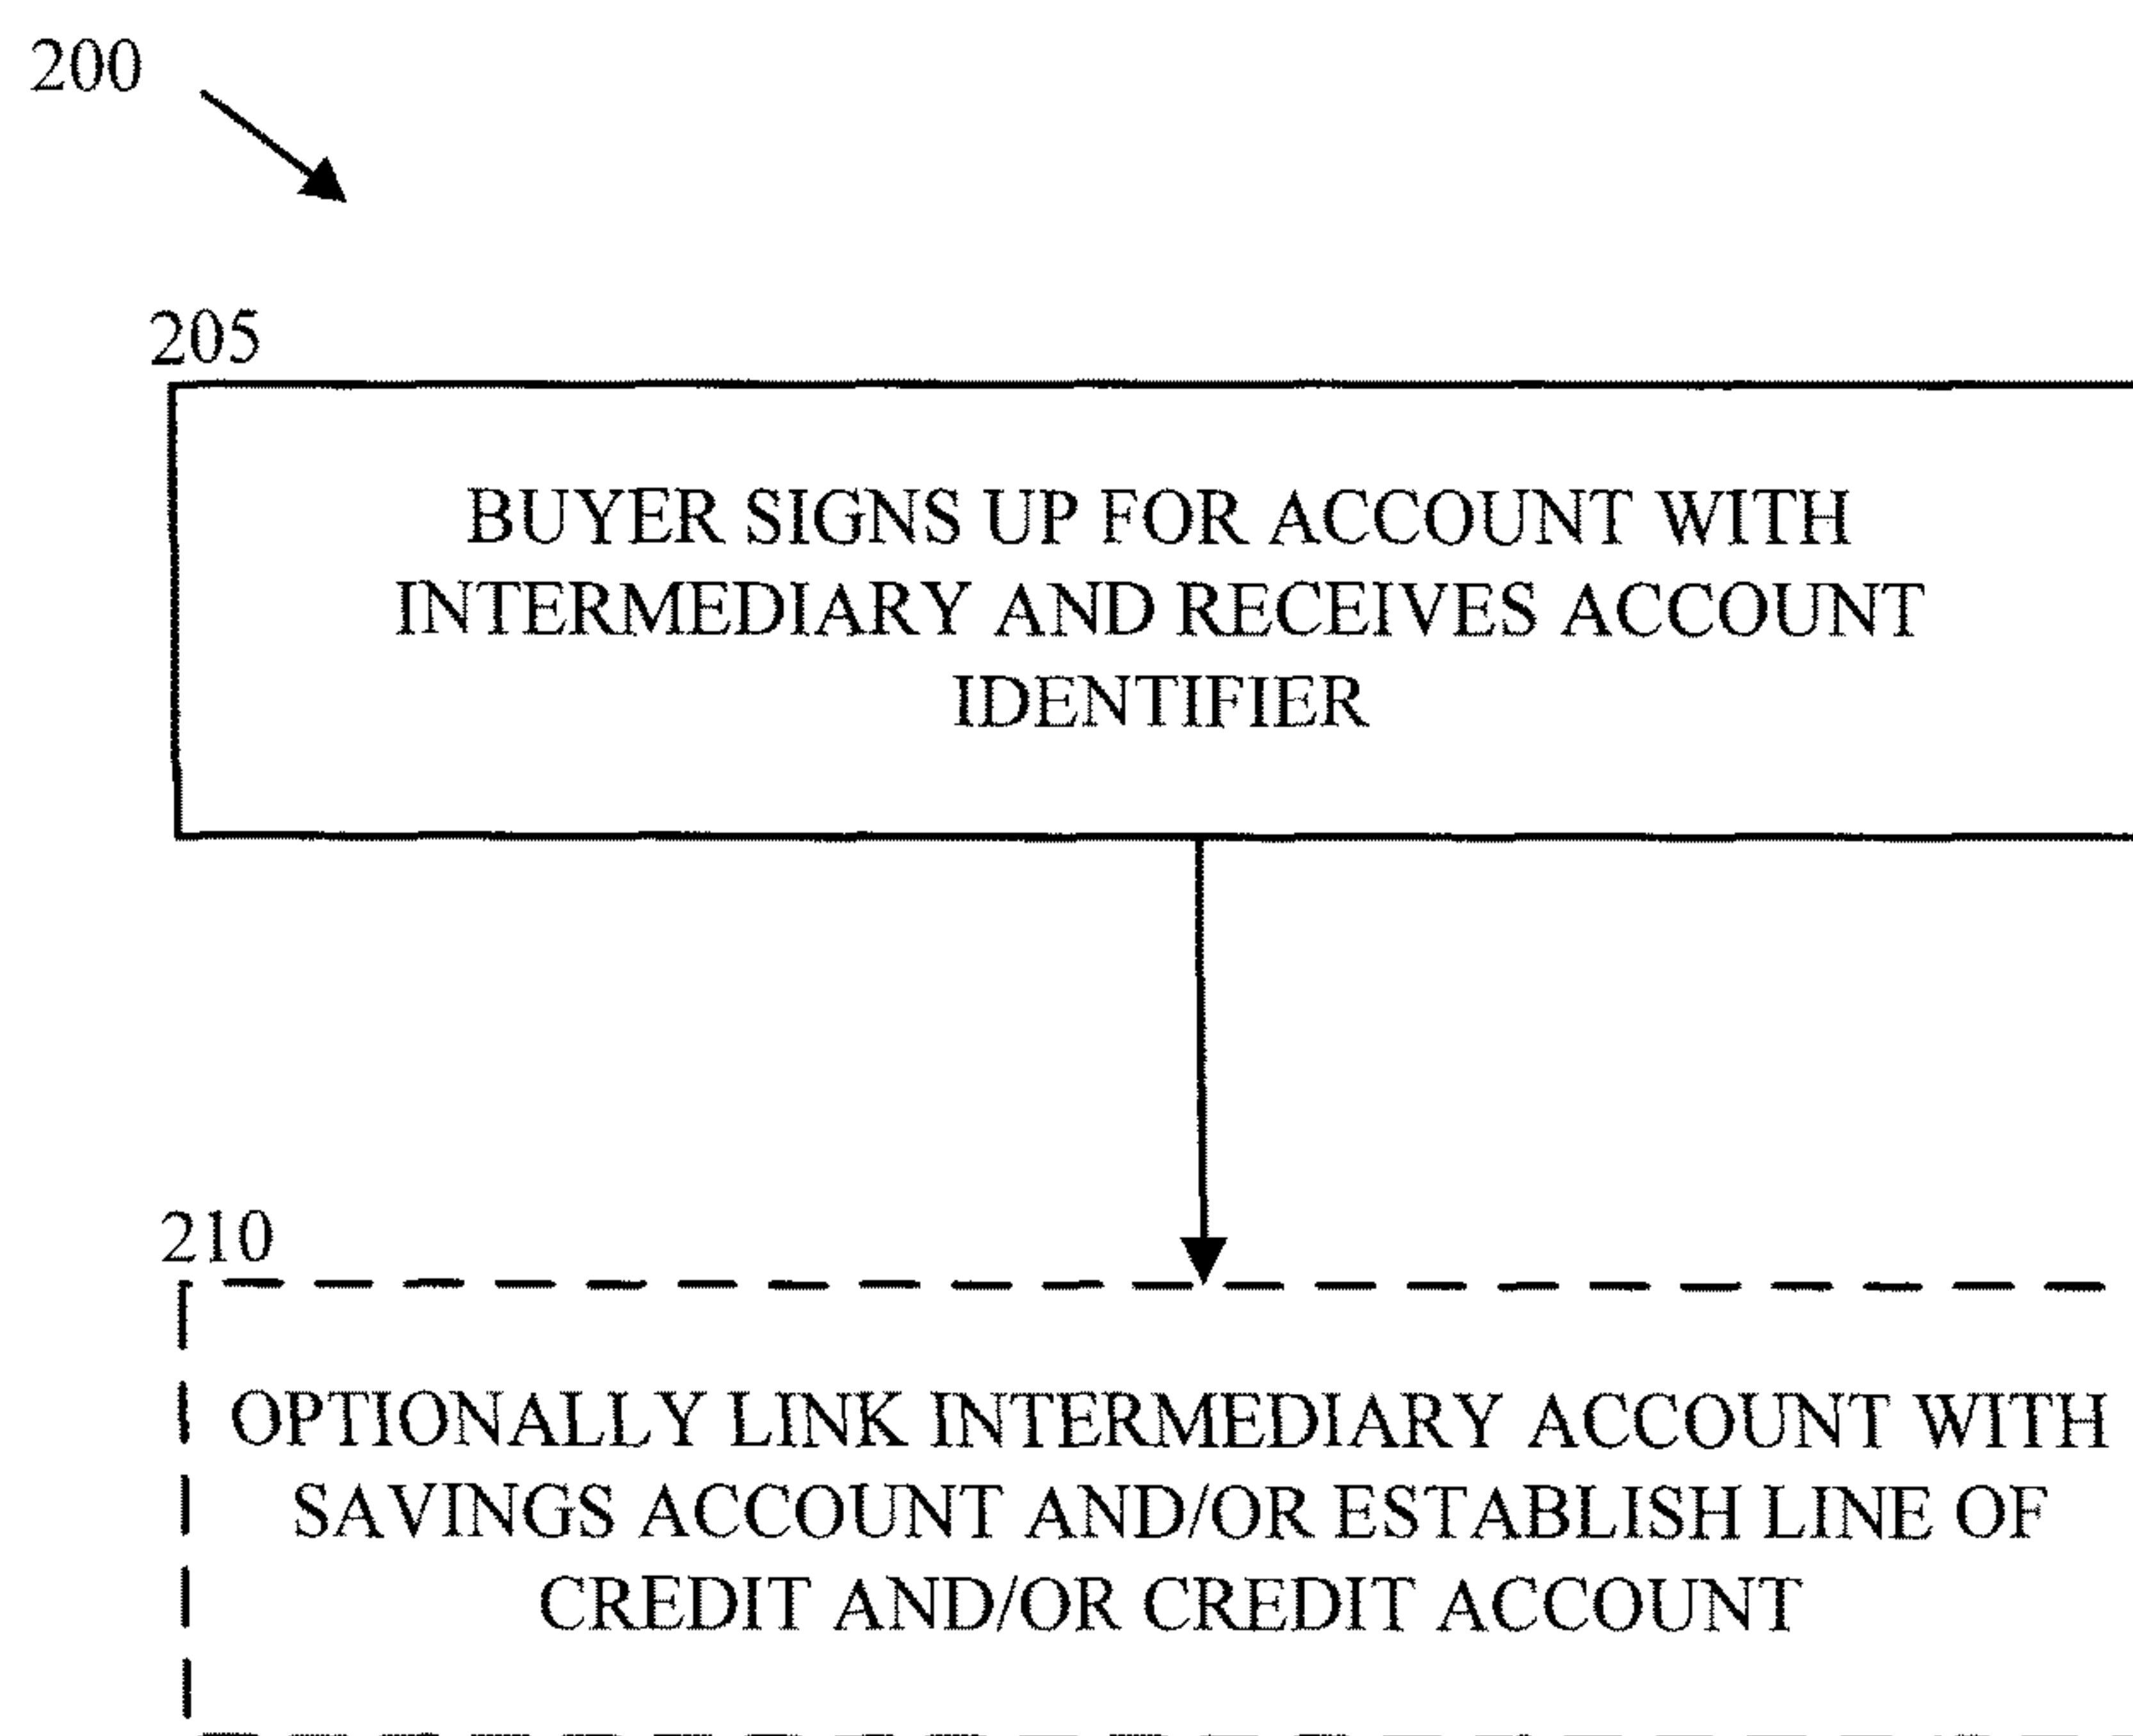 200
205
BUYER SIGNS UP FOR ACCOUNT WITH
INTERMEDIARY AND RECEIVES ACCOUNT
IDENTIFIER
210
OPTIONALLY LINK INTERMEDIARY ACCOUNT WITH
SAVINGS ACCOUNT AND/OR ESTABLISH LINE OF
CREDIT AND/OR CREDIT ACCOUNT